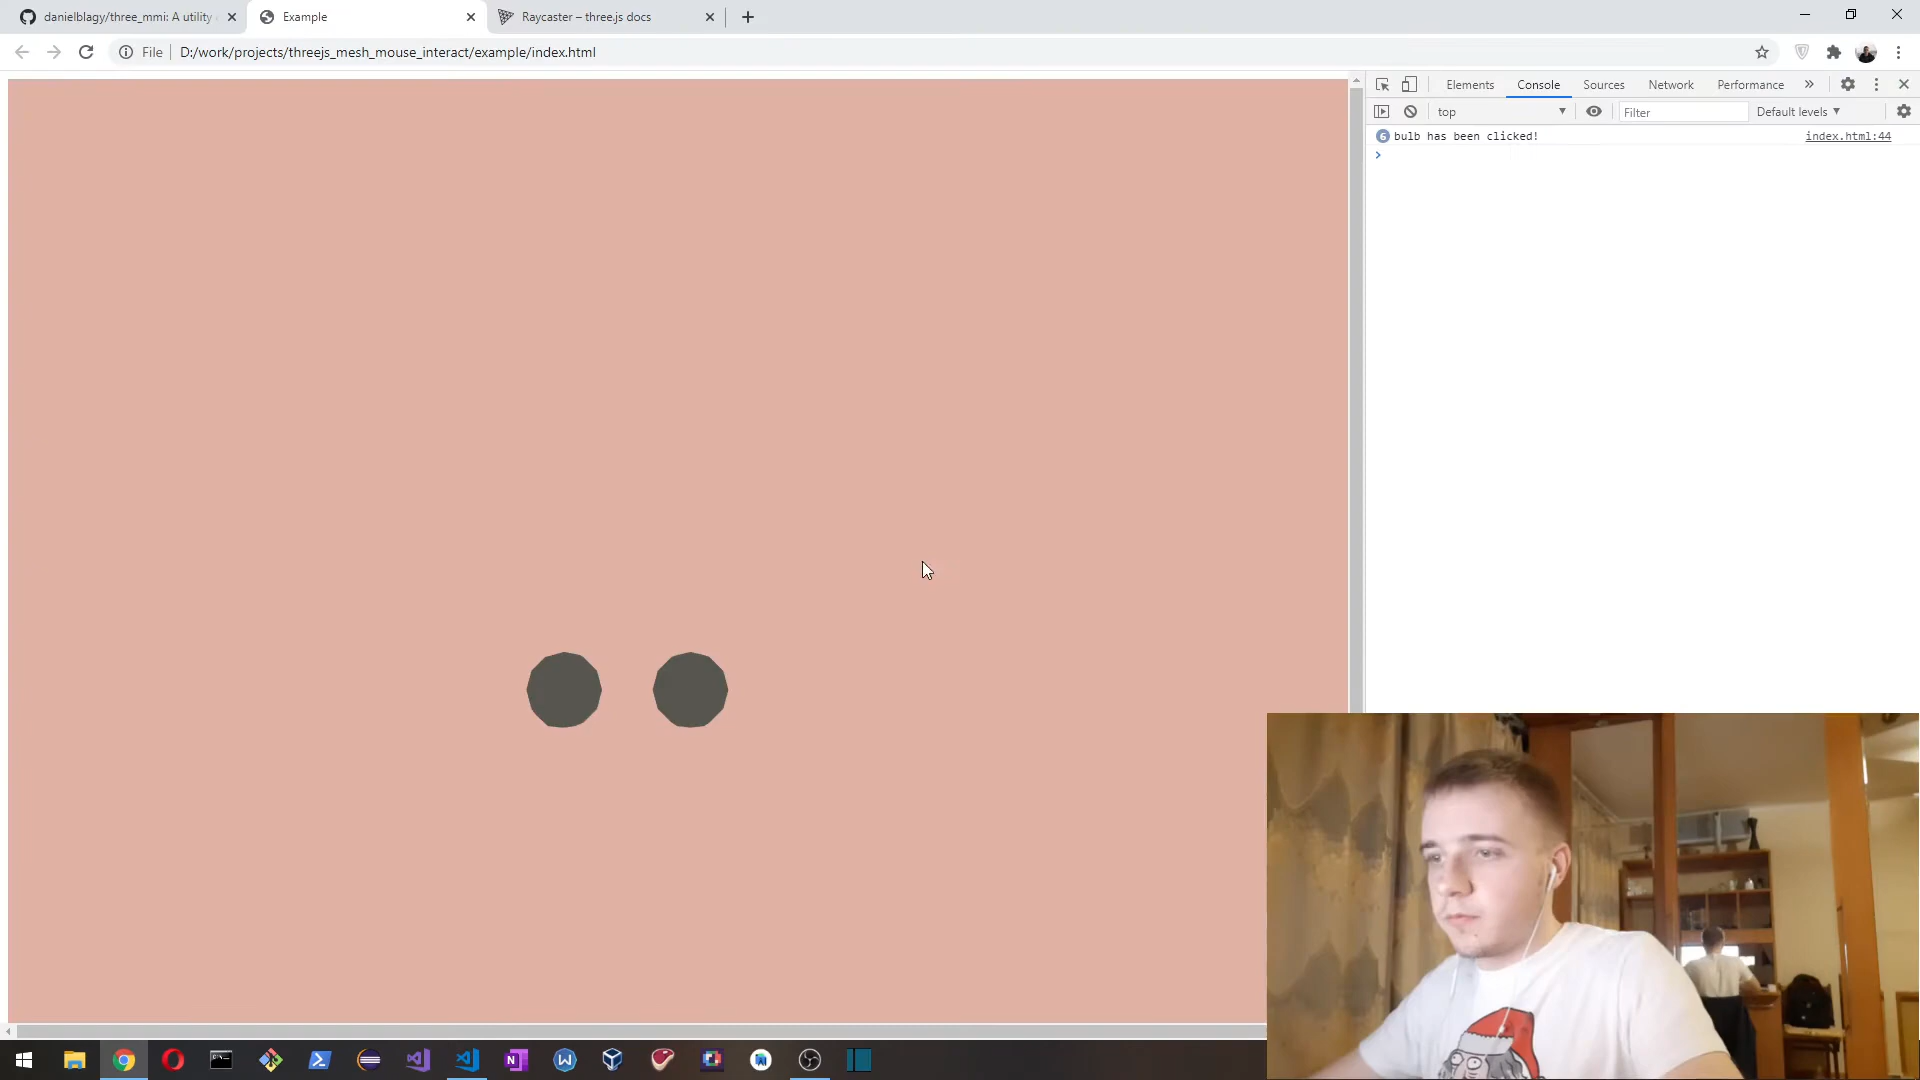 danielblagy/three_mmi: A utility
Example
Raycaster – three.js docs
File
D:/work/projects/threejs_mesh_mouse_interact/example/index.html
Elements
Console
Sources
Network
Performance
top
Filter
Default levels
6
bulb has been clicked!
index.html:44